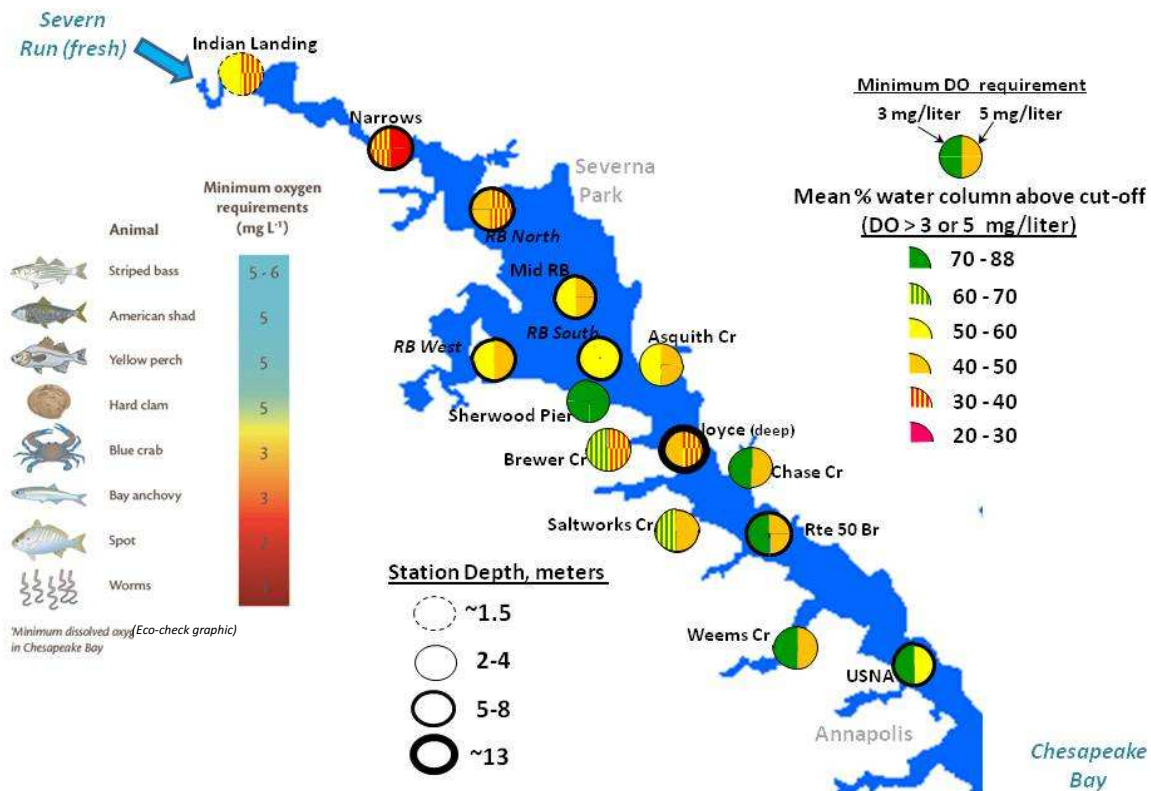 Severn
Run (fresh)
Indian Landing
Narrows
Severna
Park
RB North
Mid RB
RB West
RB South
Asquith Cr
Sherwood Pier
Joyce (deep)
Brewer Cr
Chase Cr
Saltworks Cr
Rte 50 Br
Weems Cr
USNA
Annapolis
Chesapeake
Bay
Minimum DO requirement
3 mg/liter
5 mg/liter
Mean % water column above cut-off
(DO > 3 or 5 mg/liter)
70 - 88
60 - 70
50 - 60
40 - 50
30 - 40
20 - 30
Minimum oxygen
requirements
(mg L-1)
Animal
Striped bass 5 - 6
American shad 5
Yellow perch 5
Hard clam 5
Blue crab 3
Bay anchovy 3
Spot 2
Worms 1
'Minimum dissolved oxyg(Eco-check graphic)
in Chesapeake Bay
Station Depth, meters
~1.5
2-4
5-8
~13